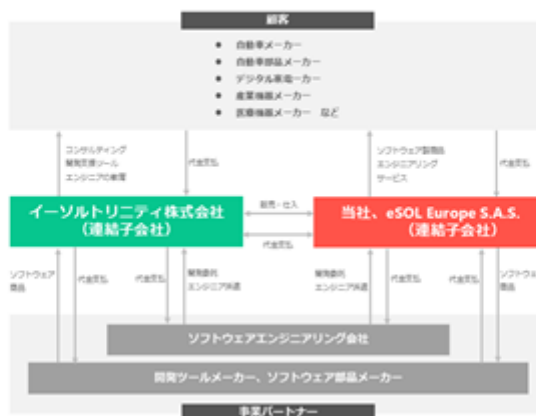 顧客
● 自動車メーカー
● 自動車部品メーカー
● デジタル家電メーカー
● 産業機器メーカー
● 医療機器メーカー など
コンサルティング
開発支援ツール
エンジニアの教育
代金支払
ソフトウェア製商品
エンジニアリング
サービス
代金支払
イーソルトリニティ株式会社
（連結子会社）
販売・仕入
代金支払
当社、eSOL Europe S.A.S.
（連結子会社）
ソフトウェア
商品
代金支払
代金支払
開発委託
エンジニア派遣
開発委託
エンジニア派遣
代金支払
代金支払
ソフトウェア
商品
ソフトウェアエンジニアリング会社
開発ツールメーカー、ソフトウェア部品メーカー
事業パートナー